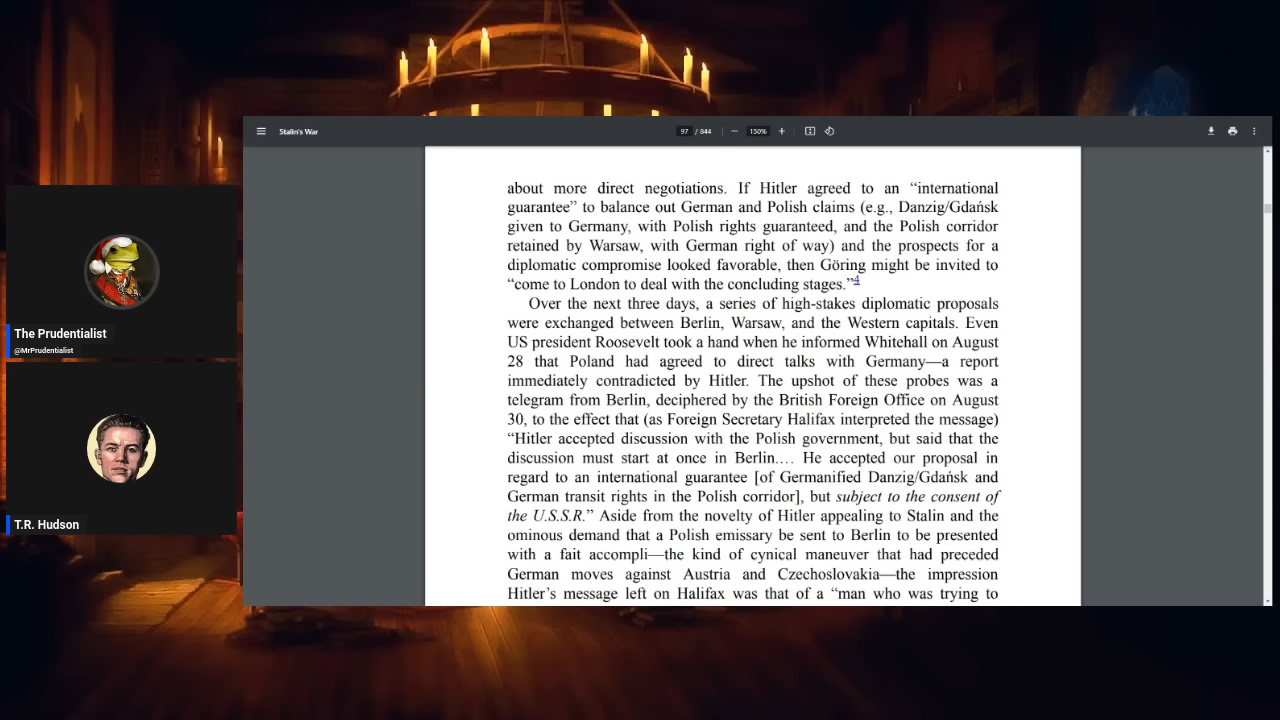 Stalin's War
97 / 844
150%
about more direct negotiations. If Hitler agreed to an “international
guarantee” to balance out German and Polish claims (e.g., Danzig/Gdańsk
given to Germany, with Polish rights guaranteed, and the Polish corridor
retained by Warsaw, with German right of way) and the prospects for a
diplomatic compromise looked favorable, then Göring might be invited to
“come to London to deal with the concluding stages.”4
Over the next three days, a series of high-stakes diplomatic proposals
were exchanged between Berlin, Warsaw, and the Western capitals. Even
US president Roosevelt took a hand when he informed Whitehall on August
28 that Poland had agreed to direct talks with Germany—a report
immediately contradicted by Hitler. The upshot of these probes was a
telegram from Berlin, deciphered by the British Foreign Office on August
30, to the effect that (as Foreign Secretary Halifax interpreted the message)
“Hitler accepted discussion with the Polish government, but said that the
discussion must start at once in Berlin.… He accepted our proposal in
regard to an international guarantee [of Germanified Danzig/Gdańsk and
German transit rights in the Polish corridor], but subject to the consent of
the U.S.S.R.” Aside from the novelty of Hitler appealing to Stalin and the
ominous demand that a Polish emissary be sent to Berlin to be presented
with a fait accompli—the kind of cynical maneuver that had preceded
German moves against Austria and Czechoslovakia—the impression
Hitler’s message left on Halifax was that of a “man who was trying to
The Prudentialist
@MrPrudentialist
T.R. Hudson